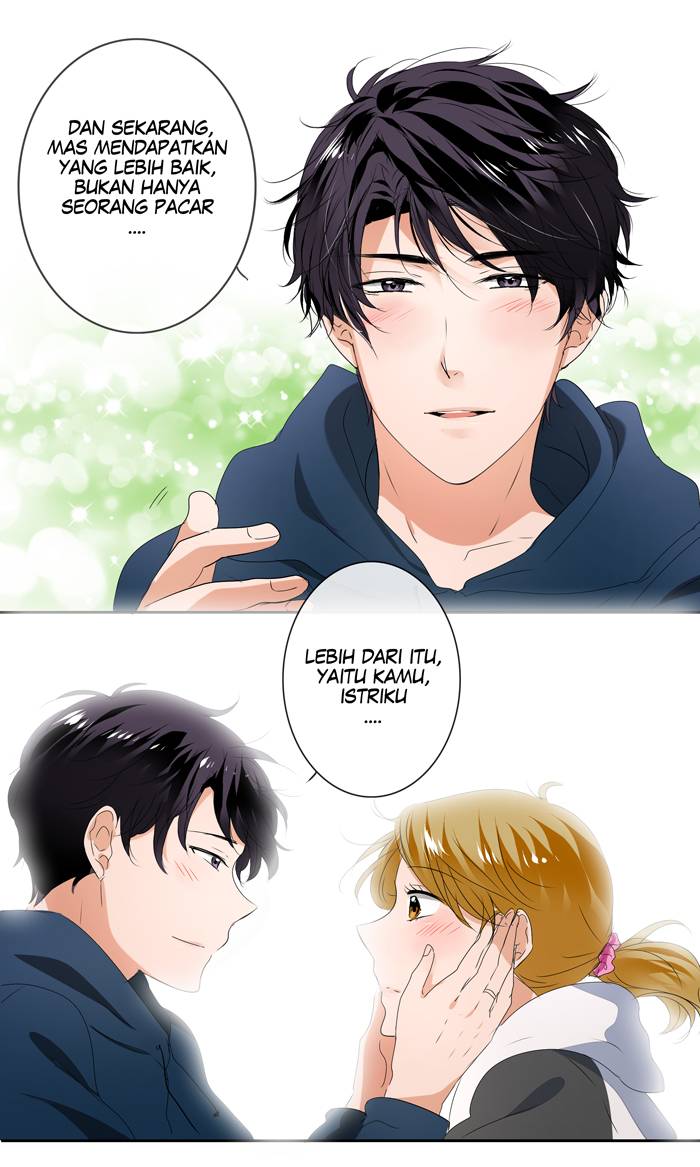 DAN SEKARANG,
MAS MENDAPATKAN
YANG LEBIH BAIK,
BUKAN HANYA
SEORANG PACAR
....
LEBIH DARI ITU,
YAITU KAMU,
ISTRIKU
....